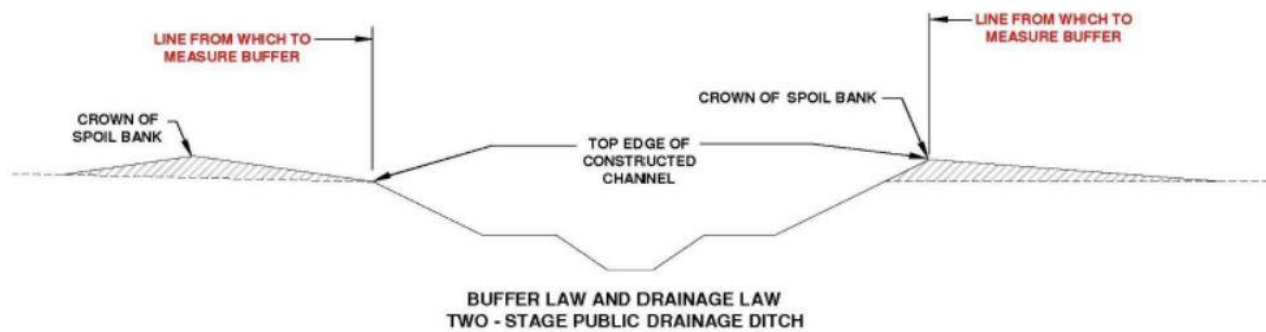 LINE FROM WHICH TO
MEASURE BUFFER
LINE FROM WHICH TO
MEASURE BUFFER
CROWN OF
SPOIL BANK
CROWN OF SPOIL BANK
TOP EDGE OF
CONSTRUCTED
CHANNEL
BUFFER LAW AND DRAINAGE LAW
TWO - STAGE PUBLIC DRAINAGE DITCH